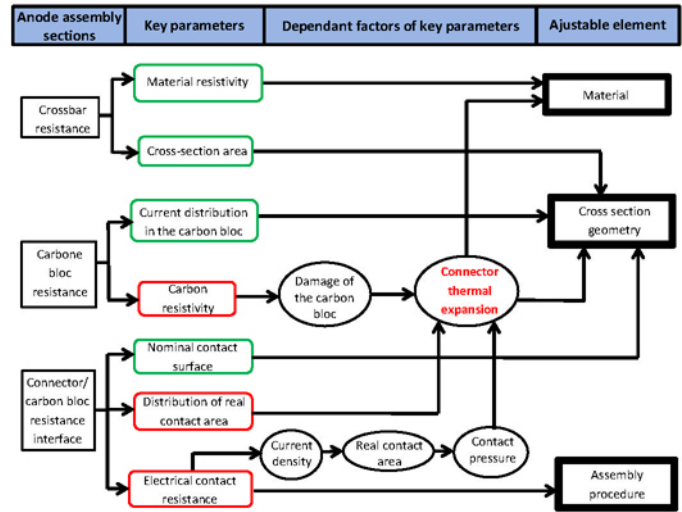 Anode assembly
sections
Key parameters
Dependant factors of key parameters
Ajustable element
Material resistivity
Material
Crossbar
resistance
Cross-section area
Current distribution
in the carbon bloc
Cross section
geometry
Carbone
bloc
resistance
Carbon
resistivity
Damage of
the carbon
bloc
Connector
thermal
expansion
Nominal contact
surface
Connector/
carbon bloc
resistance
interface
Distribution of real
contact area
Current
density
Real contact
area
Contact
pressure
Electrical contact
resistance
Assembly
procedure